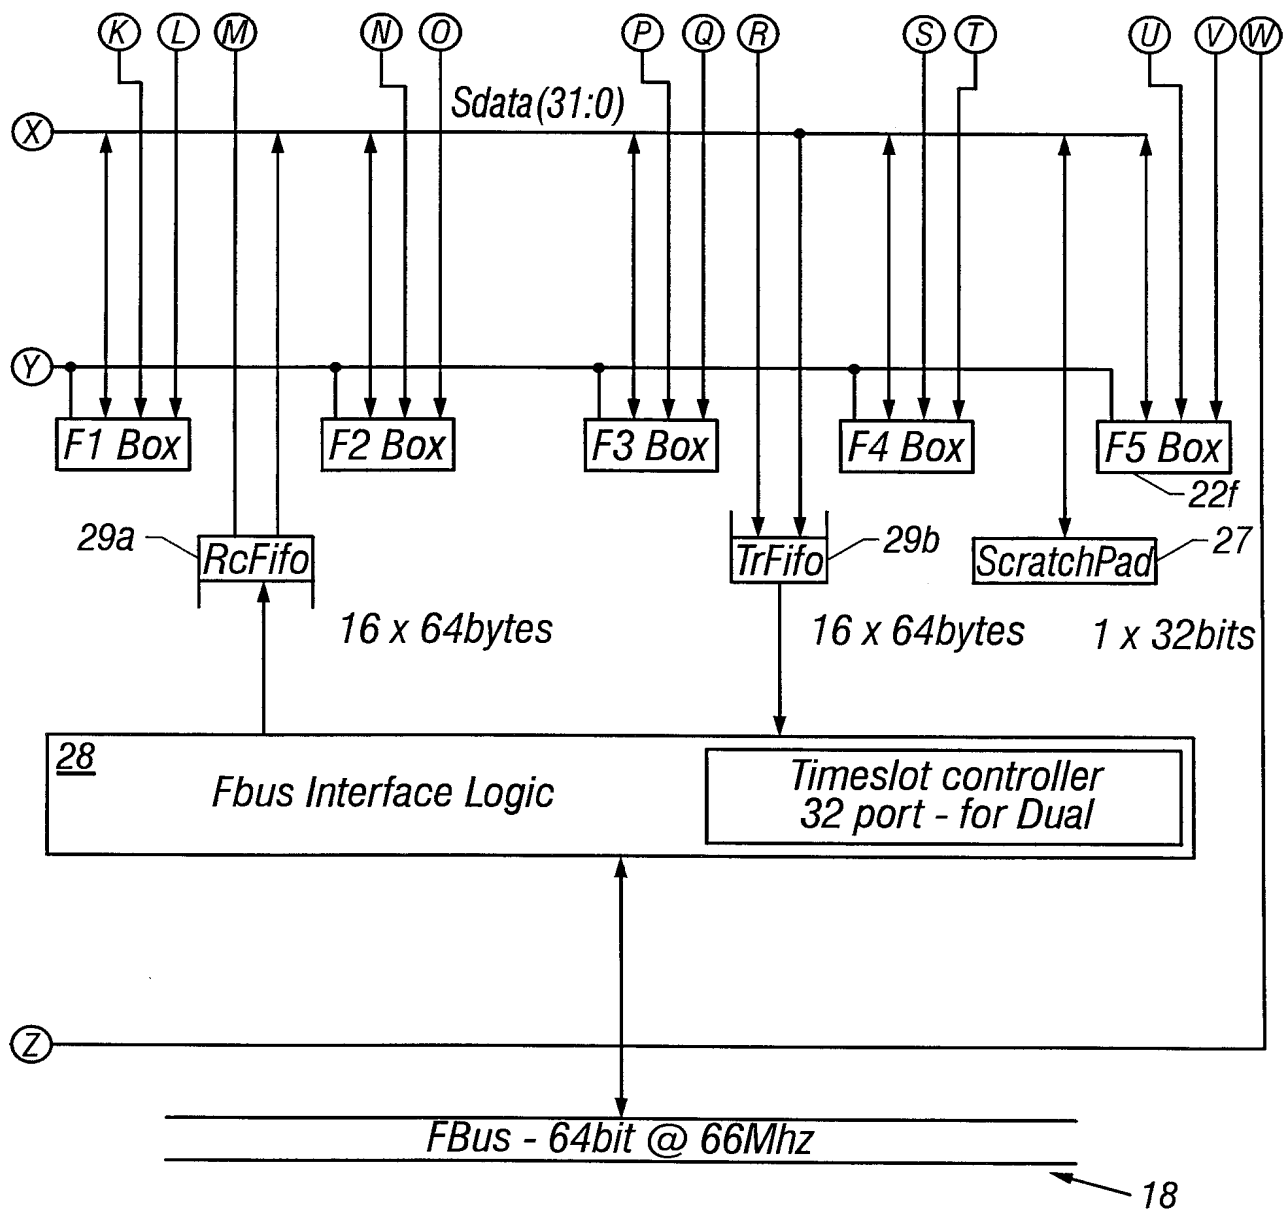 K L M N O P Q R S T U V W
Sdata(31:0)
X
Y
F1 Box F2 Box F3 Box F4 Box F5 Box
22f
29a RcFifo TrFifo 29b ScratchPad 27
16 x 64bytes 16 x 64bytes 1 x 32bits
28
Fbus Interface Logic
Timeslot controller
32 port - for Dual
Z
FBus - 64bit @ 66Mhz
18